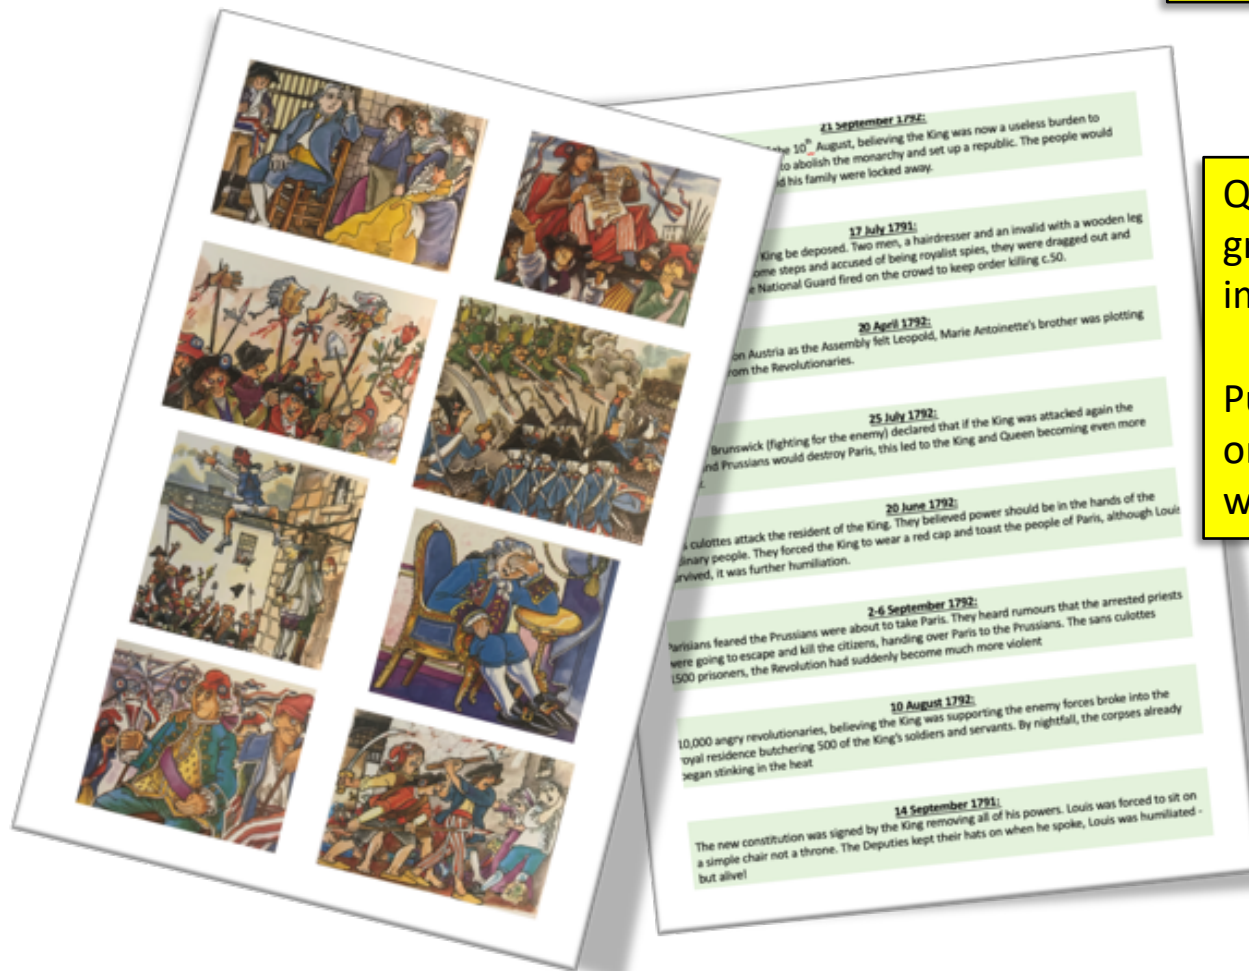 21 September 1792:
he 10th August, believing the King was now a useless burden to
to abolish the monarchy and set up a republic. The people would
d his family were locked away.
17 July 1791:
King be deposed. Two men, a hairdresser and an invalid with a wooden leg
ome steps and accused of being royalist spies, they were dragged out and
e National Guard fired on the crowd to keep order killing c.50.
20 April 1792:
on Austria as the Assembly felt Leopold, Marie Antoinette's brother was plotting
om the Revolutionaries.
25 July 1792:
Brunswick (fighting for the enemy) declared that if the King was attacked again the
nd Prussians would destroy Paris, this led to the King and Queen becoming even more
20 June 1792:
s culottes attack the resident of the King. They believed power should be in the hands of the
dinary people. They forced the King to wear a red cap and toast the people of Paris, although Louis
urvived, it was further humiliation.
2-6 September 1792:
Parisians feared the Prussians were about to take Paris. They heard rumours that the arrested priests
were going to escape and kill the citizens, handing over Paris to the Prussians. The sans culottes
1500 prisoners, the Revolution had suddenly become much more violent
10 August 1792:
10,000 angry revolutionaries, believing the King was supporting the enemy forces broke into the
royal residence butchering 500 of the King's soldiers and servants. By nightfall, the corpses already
began stinking in the heat
14 September 1791:
The new constitution was signed by the King removing all of his powers. Louis was forced to sit on
a simple chair not a throne. The Deputies kept their hats on when he spoke, Louis was humiliated -
but alive!
Q
gr
in
P
o
w